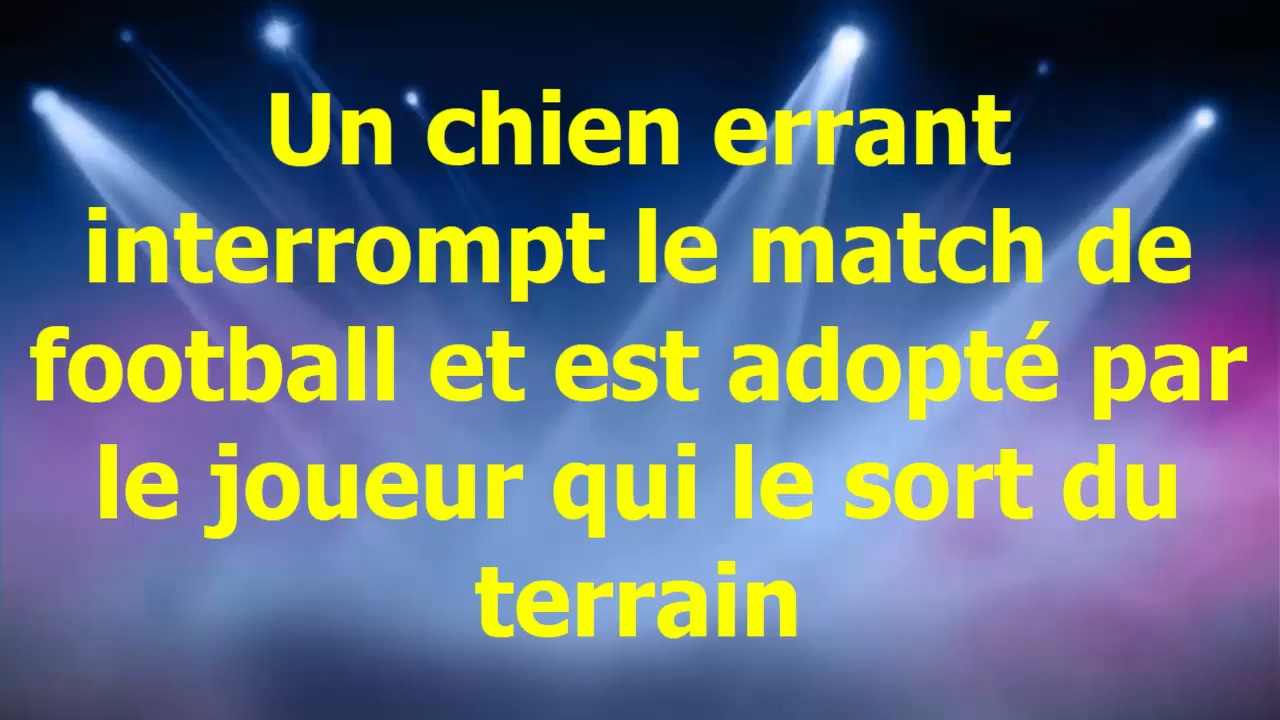 Un chien errant
interrompt le match de
football et est adopté par
le joueur qui le sort du
terrain